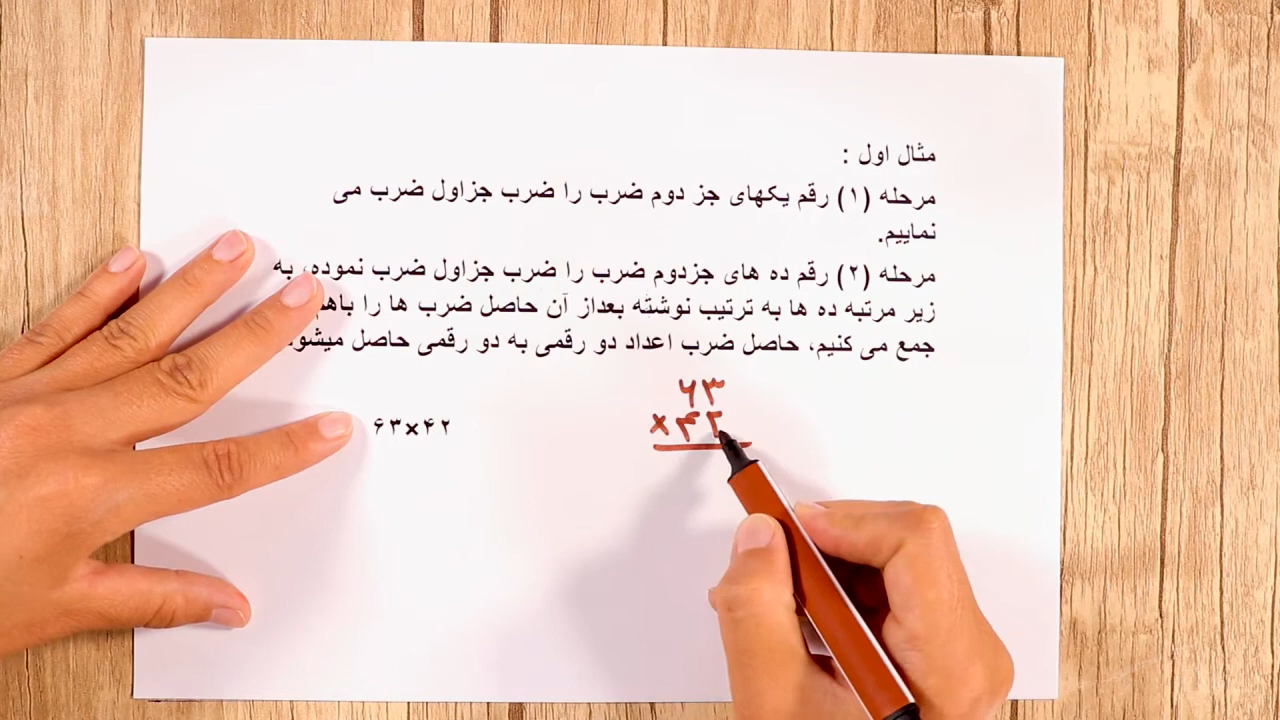 مثال اول :
مرحله (۱) رقم یکهای جز دوم ضرب را ضرب جزاول ضرب می
نماییم.
مرحله (۲) رقم ده های جزدوم ضرب را ضرب جزاول ضرب نموده، به
زیر مرتبه ده ها به ترتیب نوشته بعداز آن حاصل ضرب ها را باهم
جمع می کنیم، حاصل ضرب اعداد دو رقمی به دو رقمی حاصل میشود
۶۳×۴۲
۶۳
×۴۲